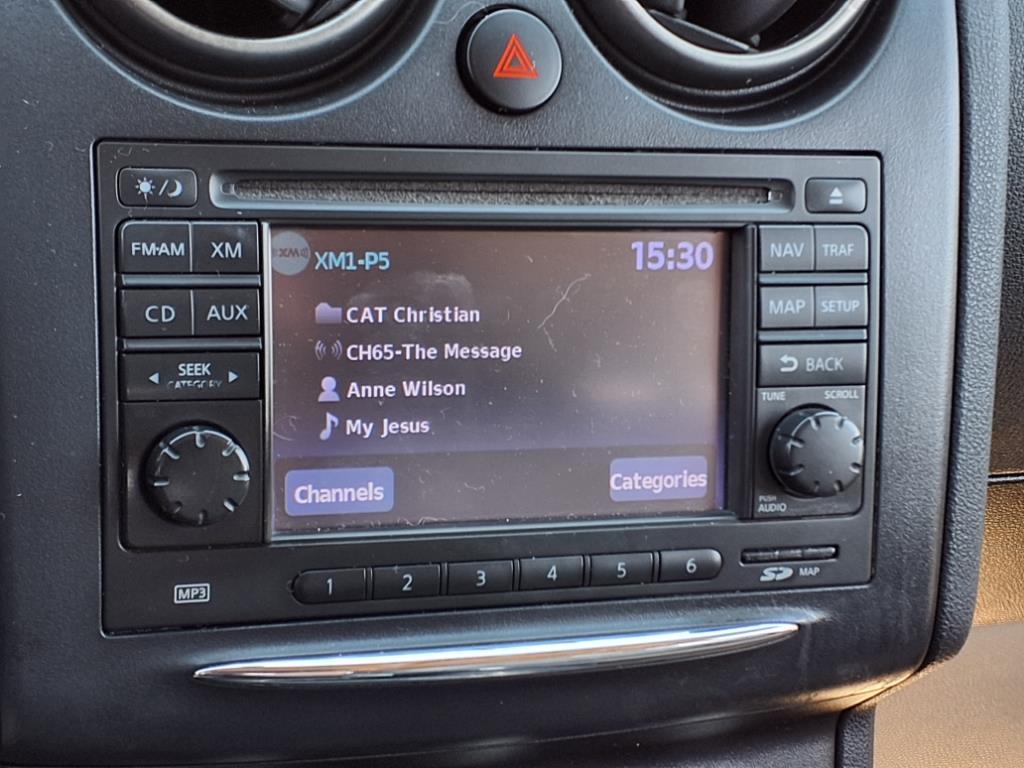 FM·AM XM
CD AUX
SEEK
CATEGORY
XM XM1-P5 15:30
CAT Christian
CH65-The Message
Anne Wilson
My Jesus
Channels Categories
NAV TRAF
MAP SETUP
BACK
TUNE SCROLL
PUSH
AUDIO
MP3 1 2 3 4 5 6 SD MAP